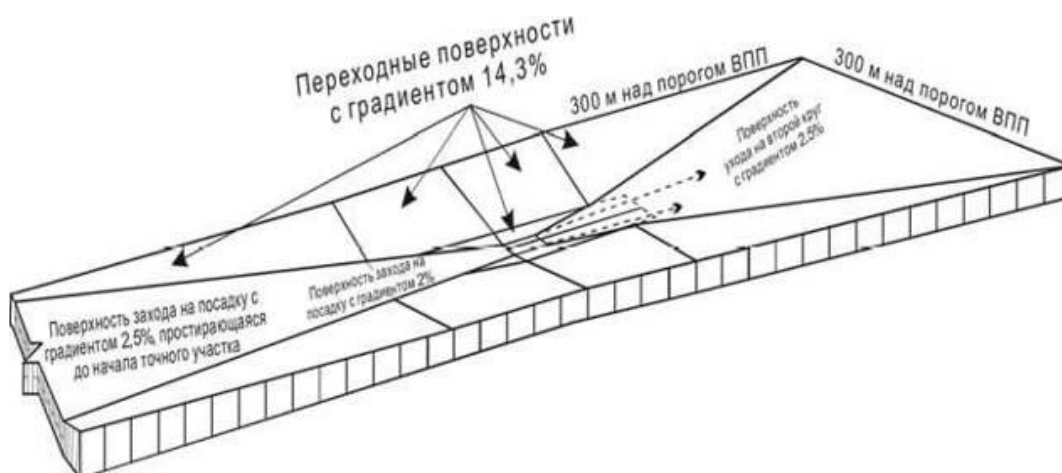 Переходные поверхности
с градиентом 14,3%
300 м над порогом ВПП
300 м над порогом ВПП
Поверхность
ухода на второй круг
с градиентом 2,5%
Поверхность захода на
посадку с градиентом 2%
Поверхность захода на посадку с
градиентом 2,5%, простирающаяся
до начала точного участка